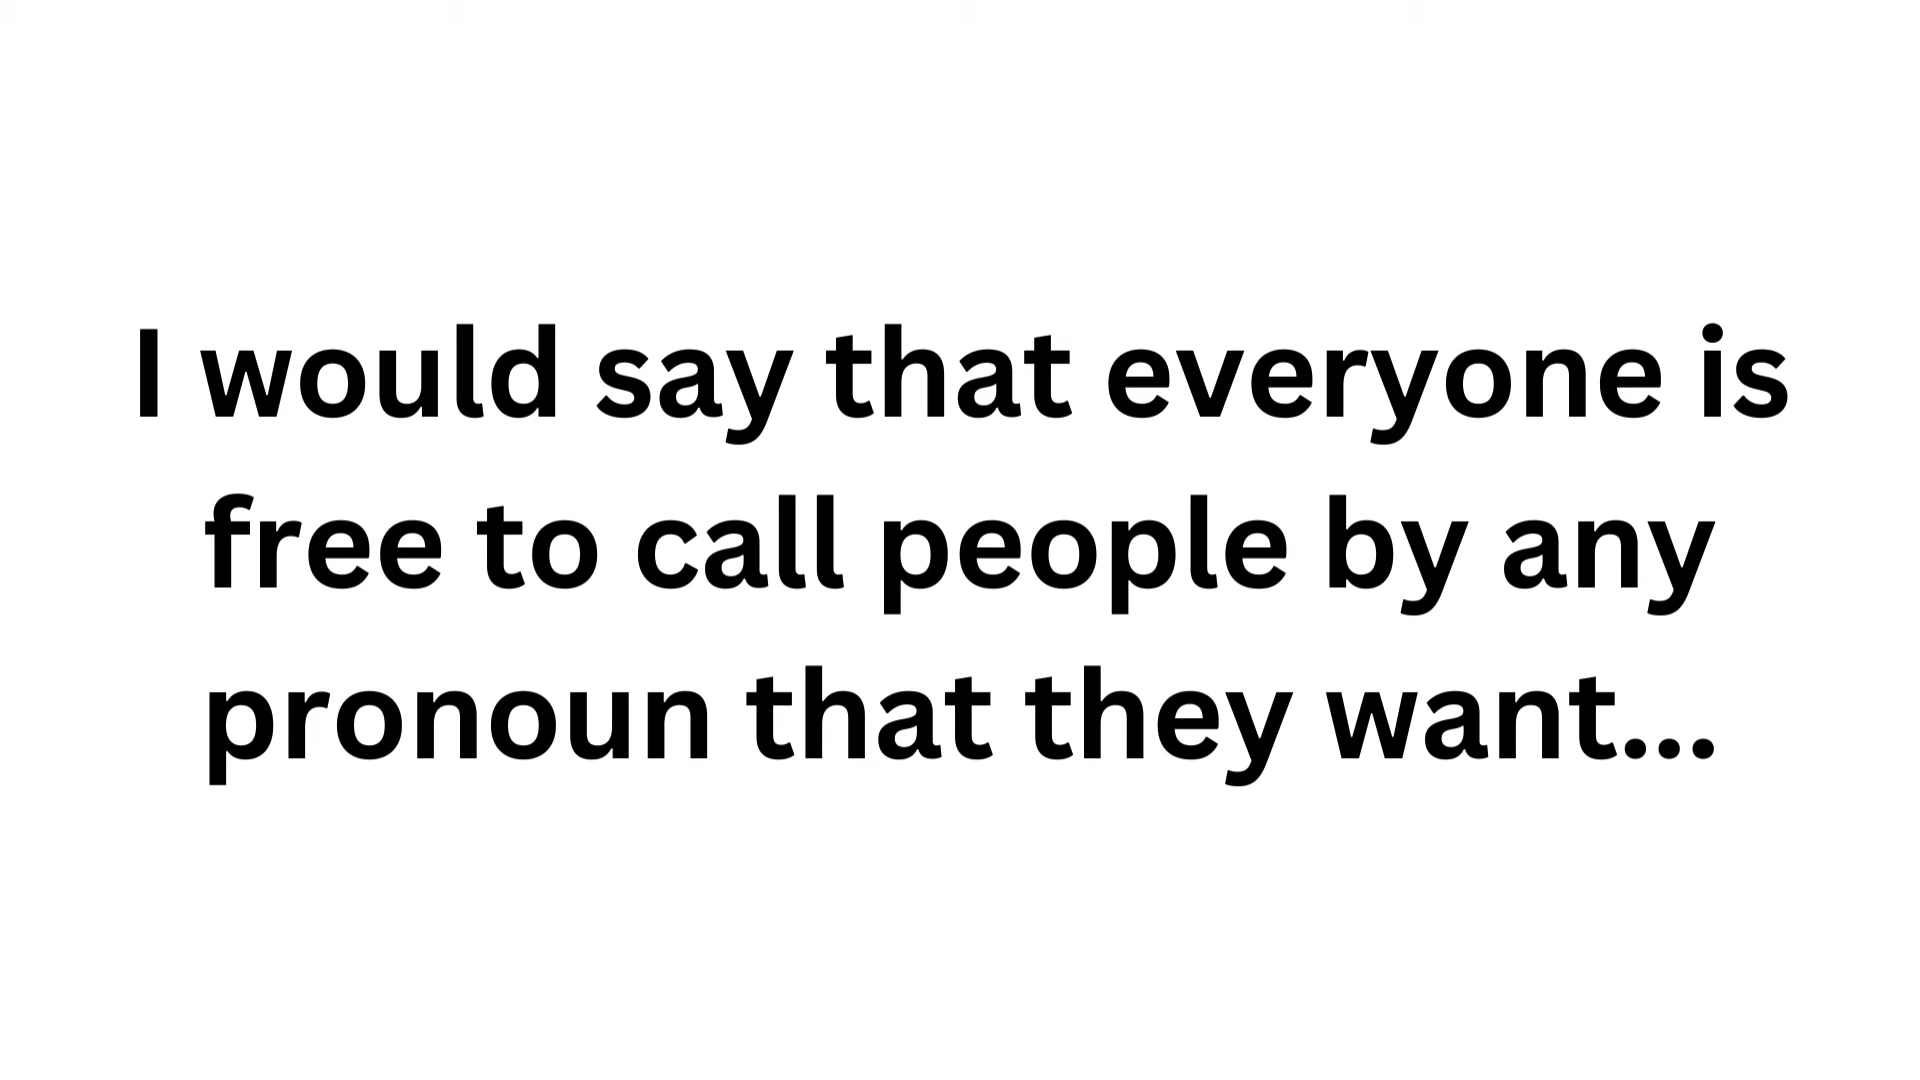 I would say that everyone is
free to call people by any
pronoun that they want...